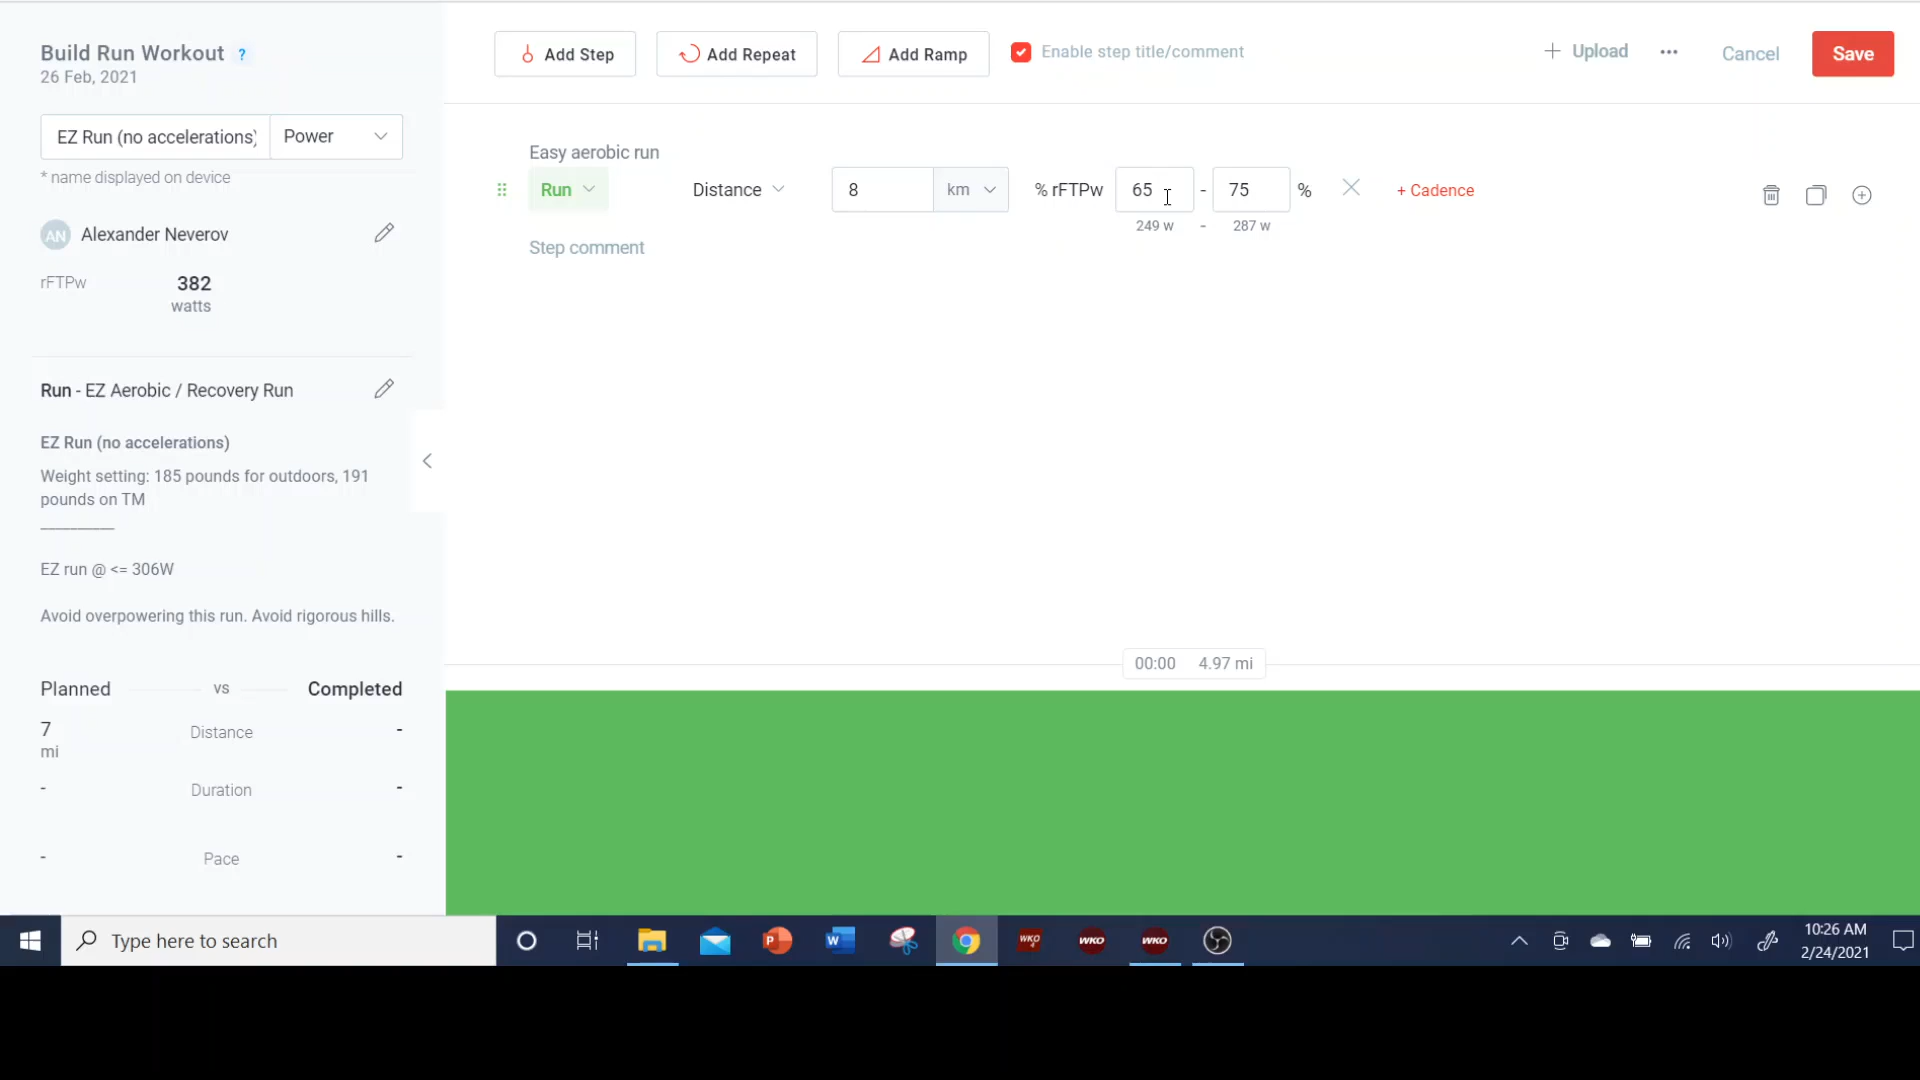 Build Run Workout ?
26 Feb, 2021
EZ Run (no accelerations) Power
* name displayed on device
AN Alexander Neverov
rFTPw 382
watts
Run - EZ Aerobic / Recovery Run
EZ Run (no accelerations)
Weight setting: 185 pounds for outdoors, 191
pounds on TM
___________
EZ run @ <= 306W
Avoid overpowering this run. Avoid rigorous hills.
Planned vs Completed
7 Distance -
mi
- Duration -
- Pace -
Add Step Add Repeat Add Ramp Enable step title/comment + Upload ... Cancel Save
Easy aerobic run
Run Distance 8 km % rFTPw 65 - 75 % + Cadence
249 w - 287 w
Step comment
00:00 4.97 mi
Type here to search
P W WKO 4 WKO WKO
10:26 AM
2/24/2021